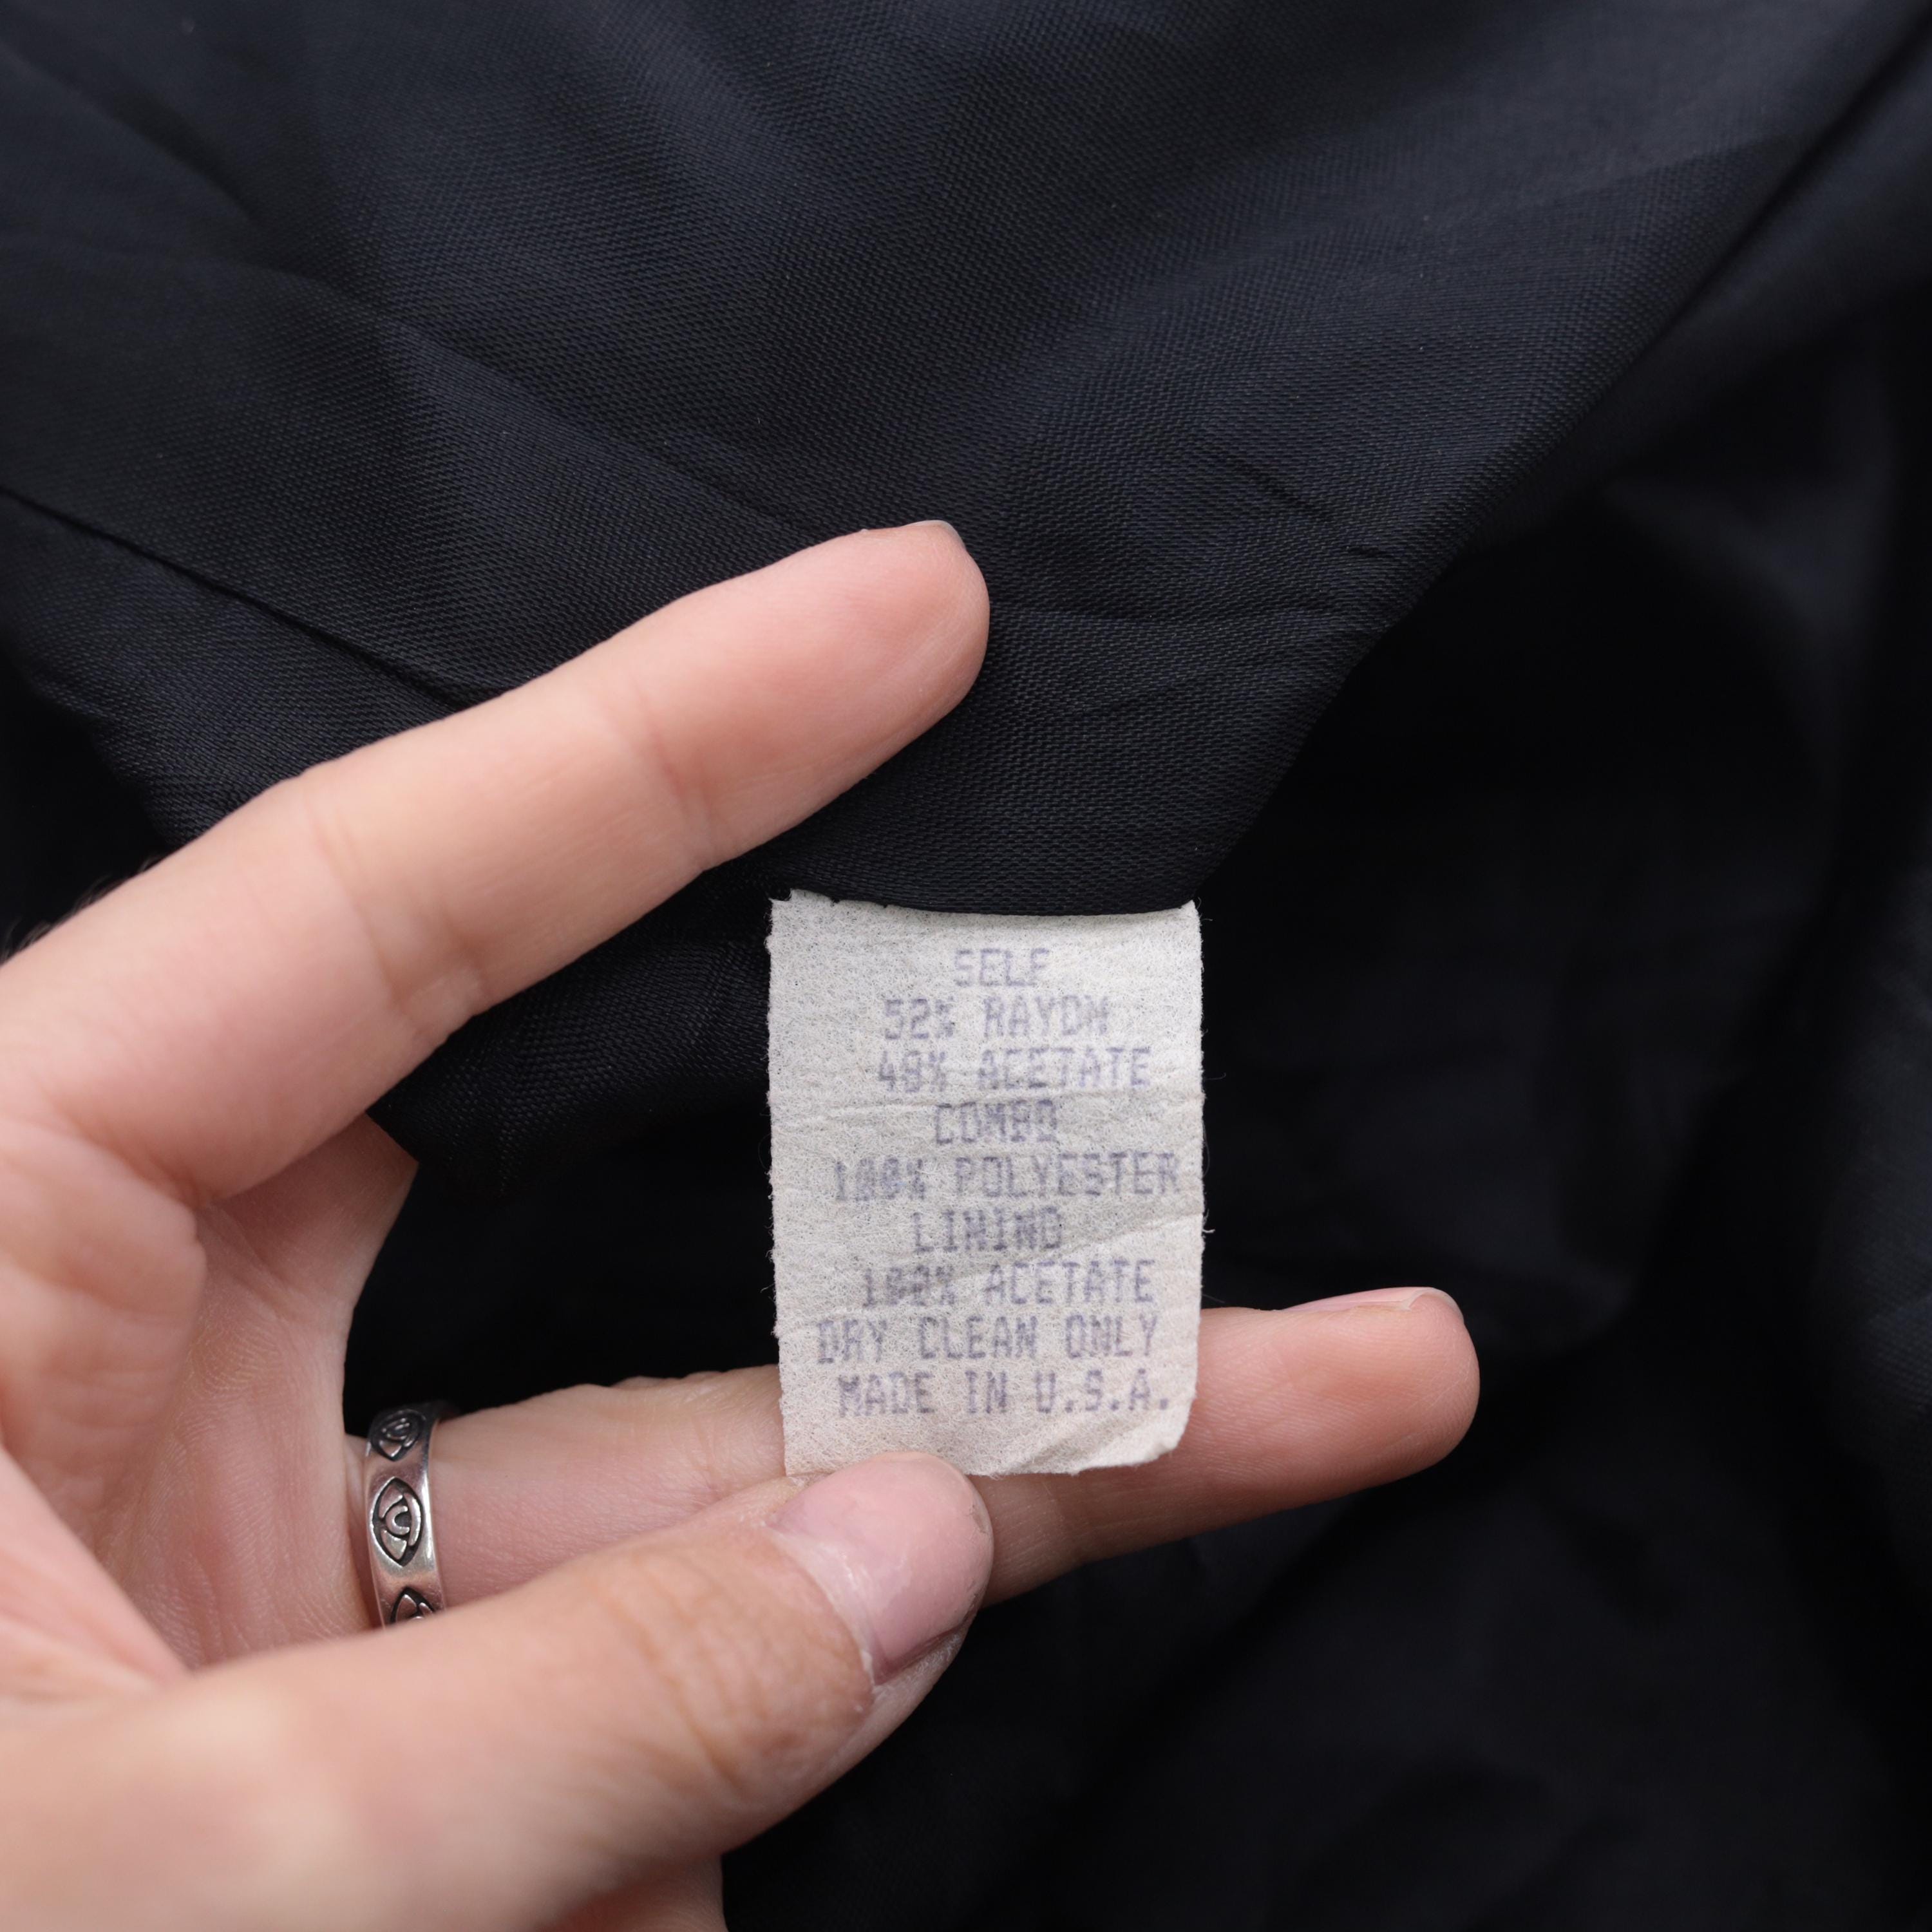 SELF
52% RAYON
48% ACETATE
COMBO
100% POLYESTER
LINING
100% ACETATE
DRY CLEAN ONLY
MADE IN U.S.A.